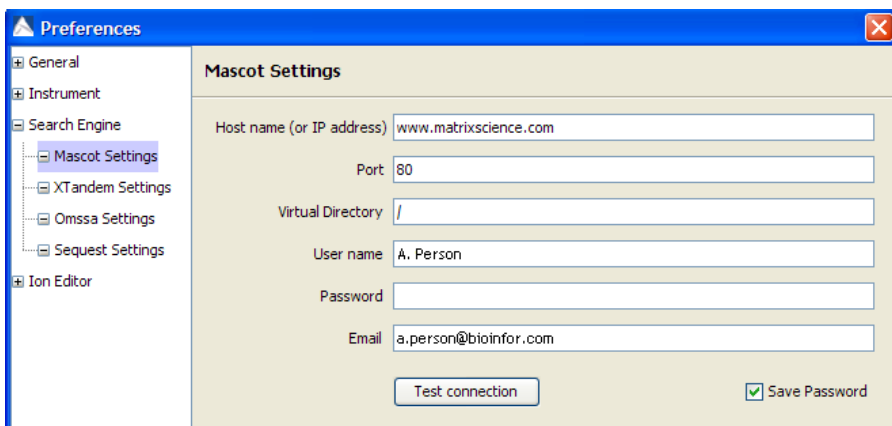 Preferences
General
Instrument
Search Engine
Mascot Settings
XTandem Settings
Omssa Settings
Sequest Settings
Ion Editor
Mascot Settings
Host name (or IP address) www.matrixscience.com
Port 80
Virtual Directory /
User name A. Person
Password
Email a.person@bioinfor.com
Test connection
Save Password